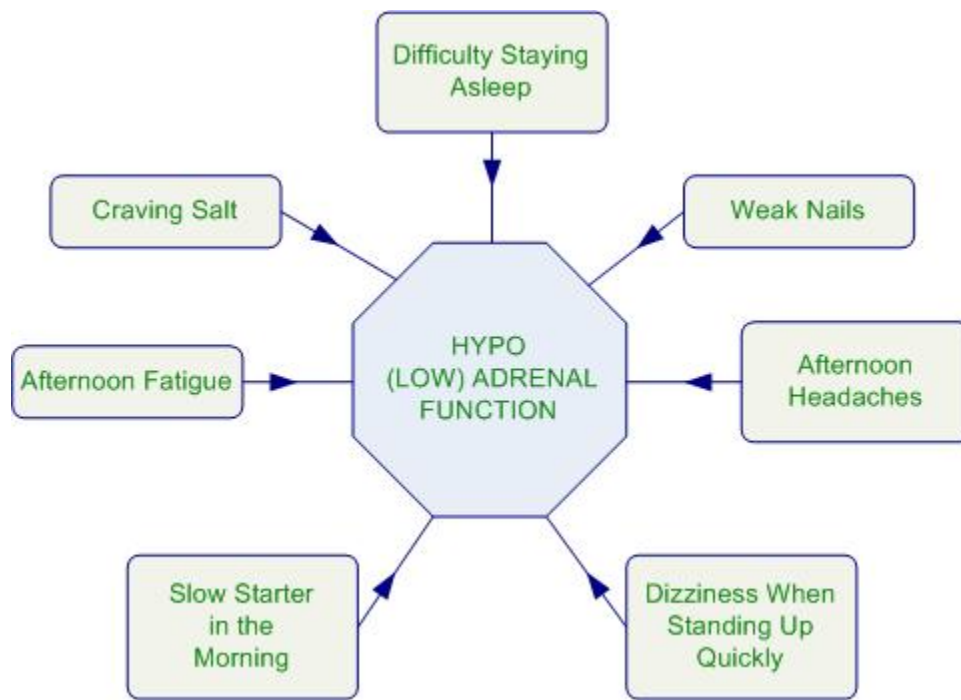 Difficulty Staying
Asleep
Craving Salt
Weak Nails
HYPO
(LOW) ADRENAL
FUNCTION
Afternoon Fatigue
Afternoon
Headaches
Slow Starter
in the
Morning
Dizziness When
Standing Up
Quickly